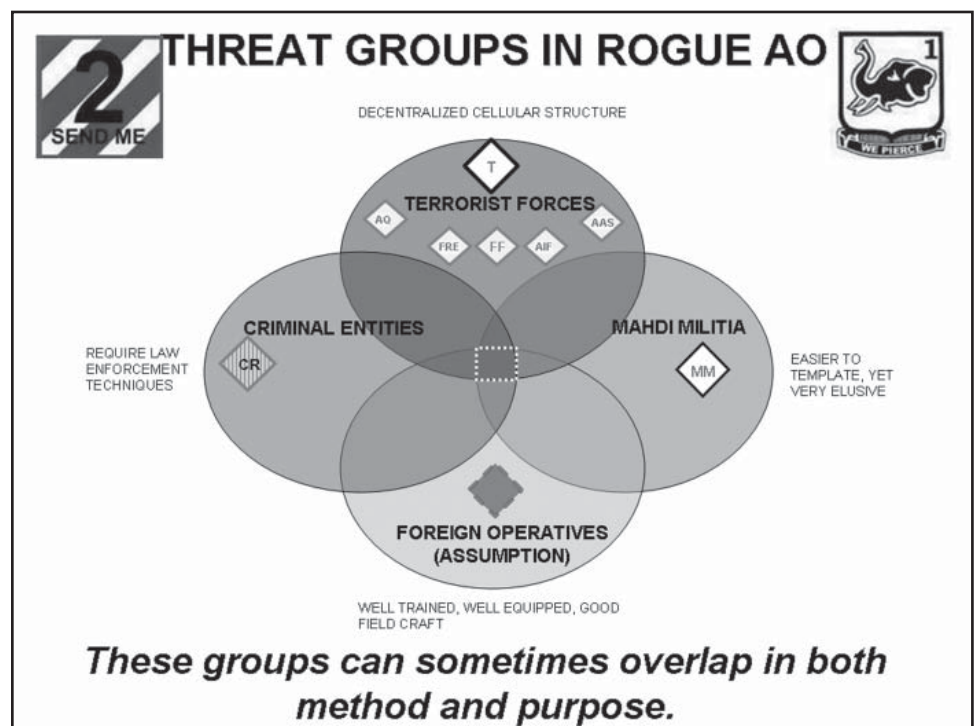 THREAT GROUPS IN ROGUE AO
2
SEND ME
1
WE PIERCE
DECENTRALIZED CELLULAR STRUCTURE
T
TERRORIST FORCES
AQ
AAS
FRE
FF
AIF
CRIMINAL ENTITIES
MAHDI MILITIA
REQUIRE LAW
ENFORCEMENT
TECHNIQUES
CR
MM
EASIER TO
TEMPLATE, YET
VERY ELUSIVE
FOREIGN OPERATIVES
(ASSUMPTION)
WELL TRAINED, WELL EQUIPPED, GOOD
FIELD CRAFT
These groups can sometimes overlap in both
method and purpose.